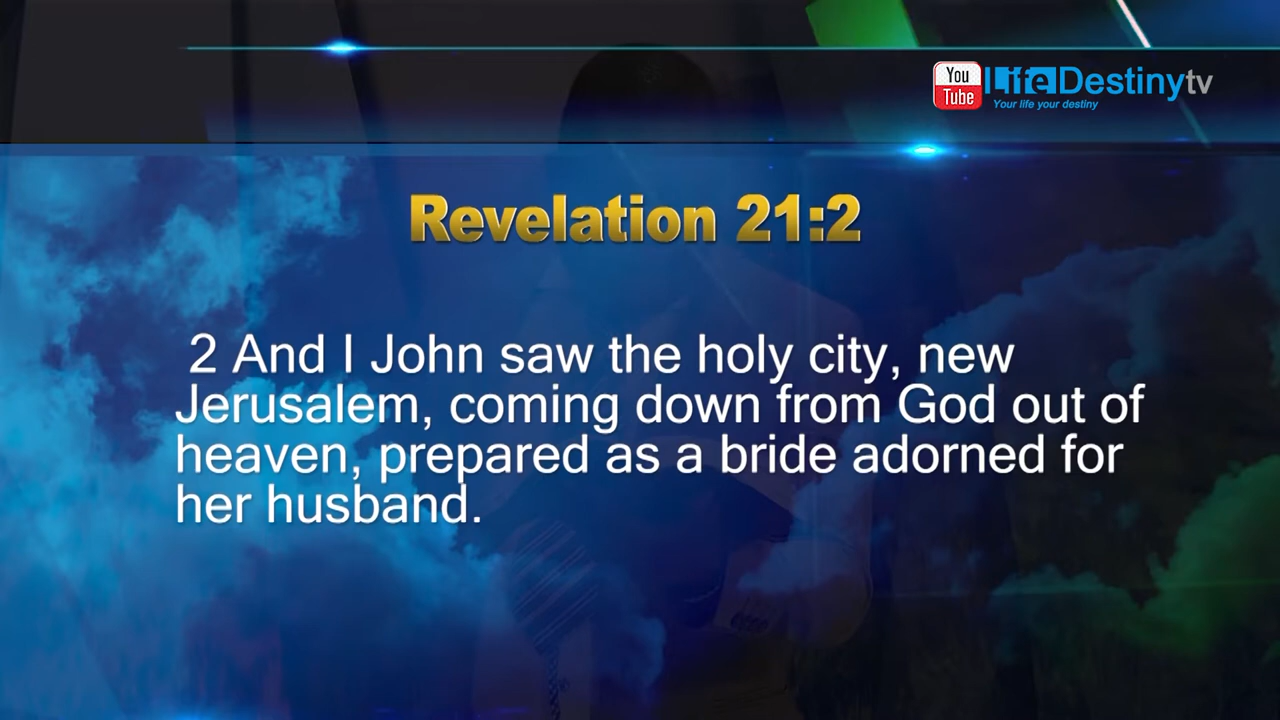 You
Tube
LifeDestinytv
Your life your destiny
Revelation 21:2
2 And I John saw the holy city, new
Jerusalem, coming down from God out of
heaven, prepared as a bride adorned for
her husband.